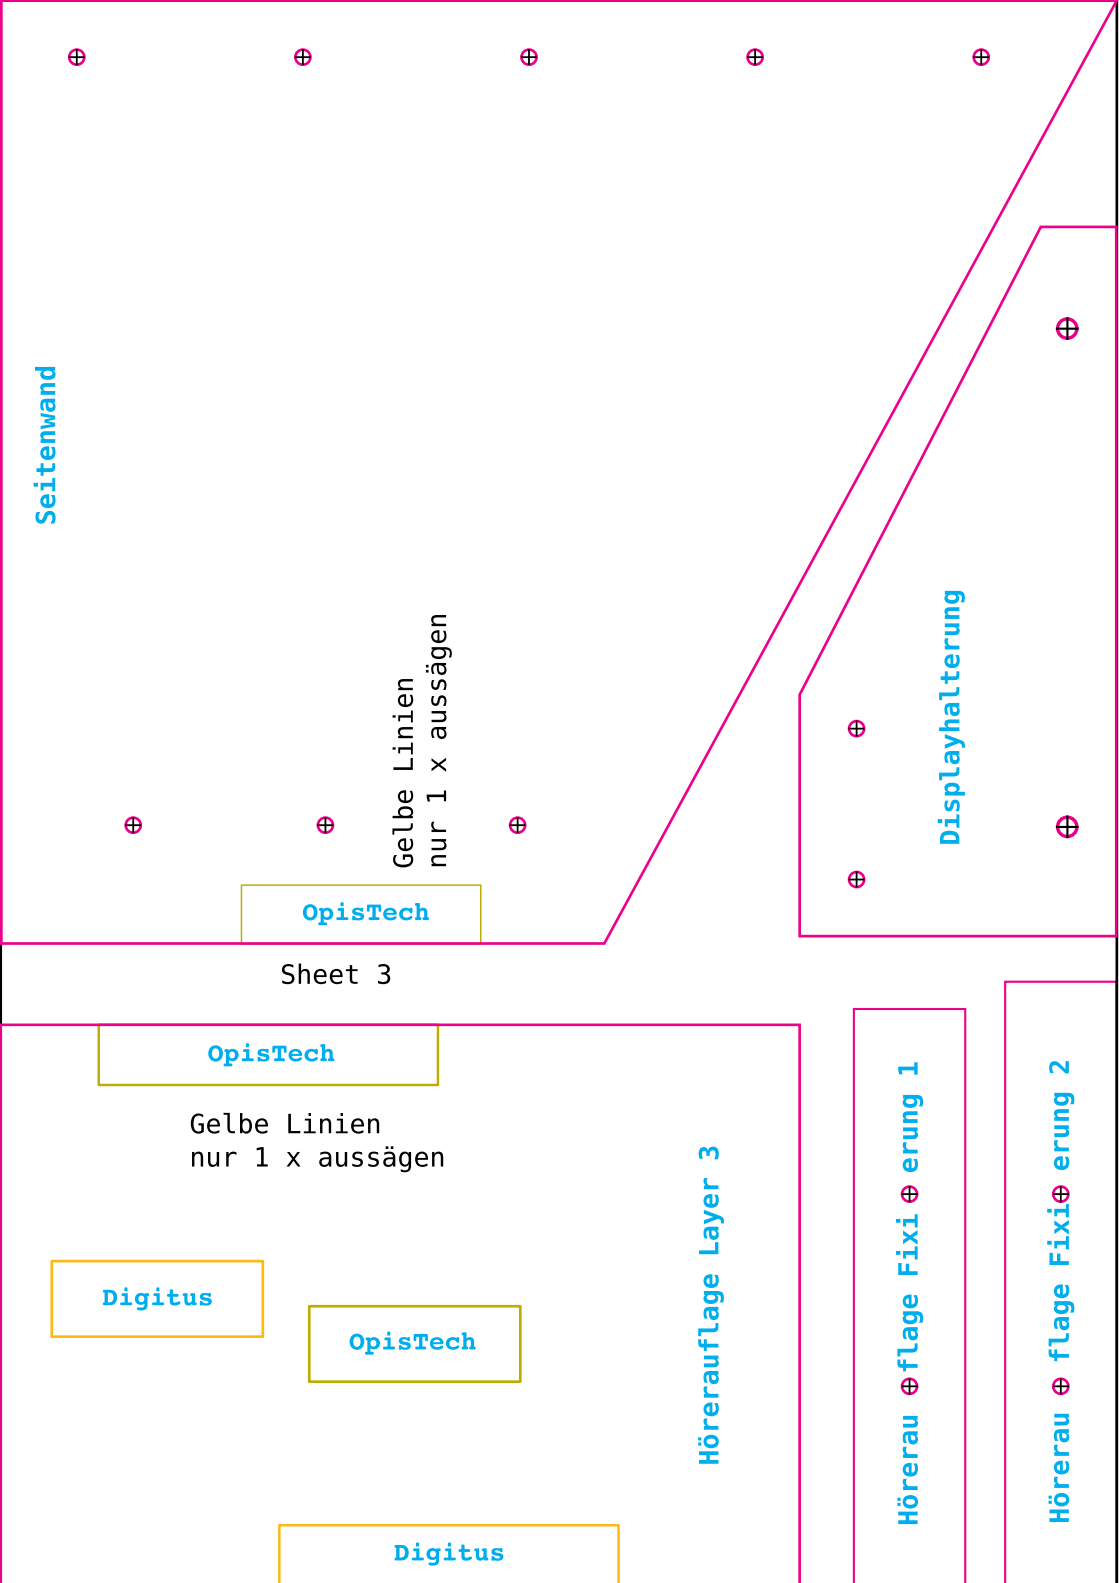 Seitenwand
Gelbe Linien
nur 1 x aussägen
Displayhalterung
OpisTech
Sheet 3
OpisTech
Gelbe Linien
nur 1 x aussägen
Digitus
OpisTech
Digitus
Hörerauflage Layer 3
Hörerau flage Fixi erung 1
Hörerau flage Fixi erung 2